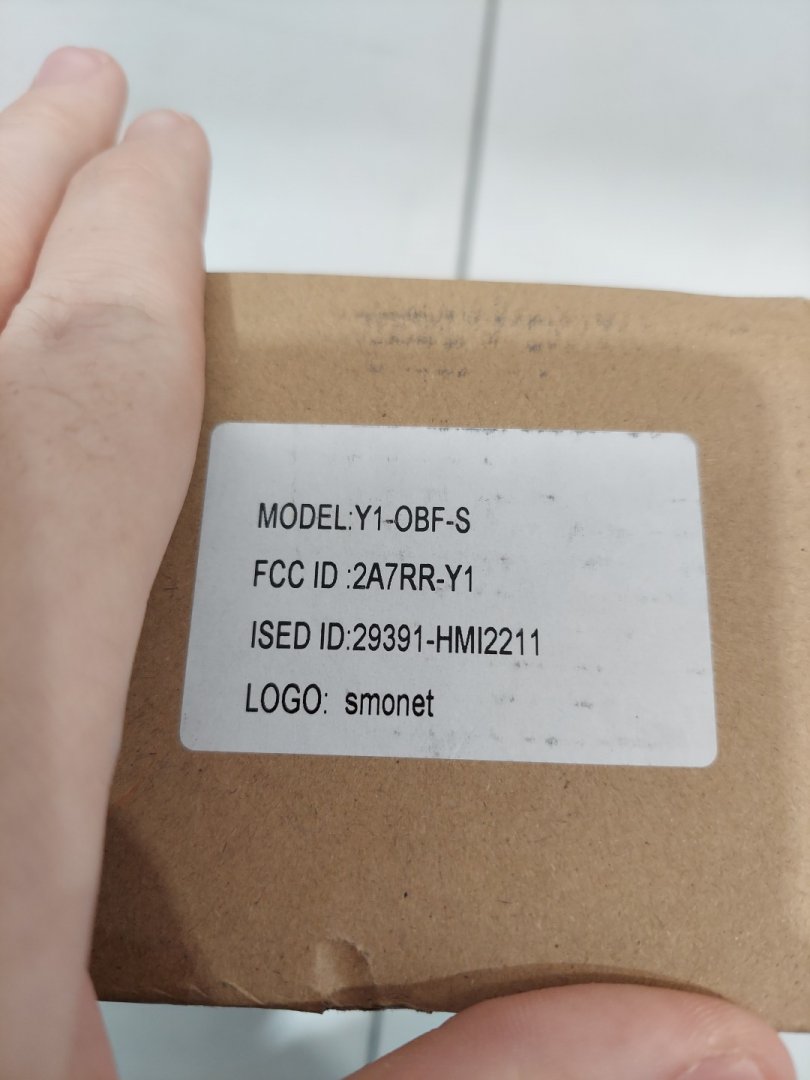 MODEL:Y1-OBF-S
FCC ID :2A7RR-Y1
ISED ID:29391-HMI2211
LOGO: smonet